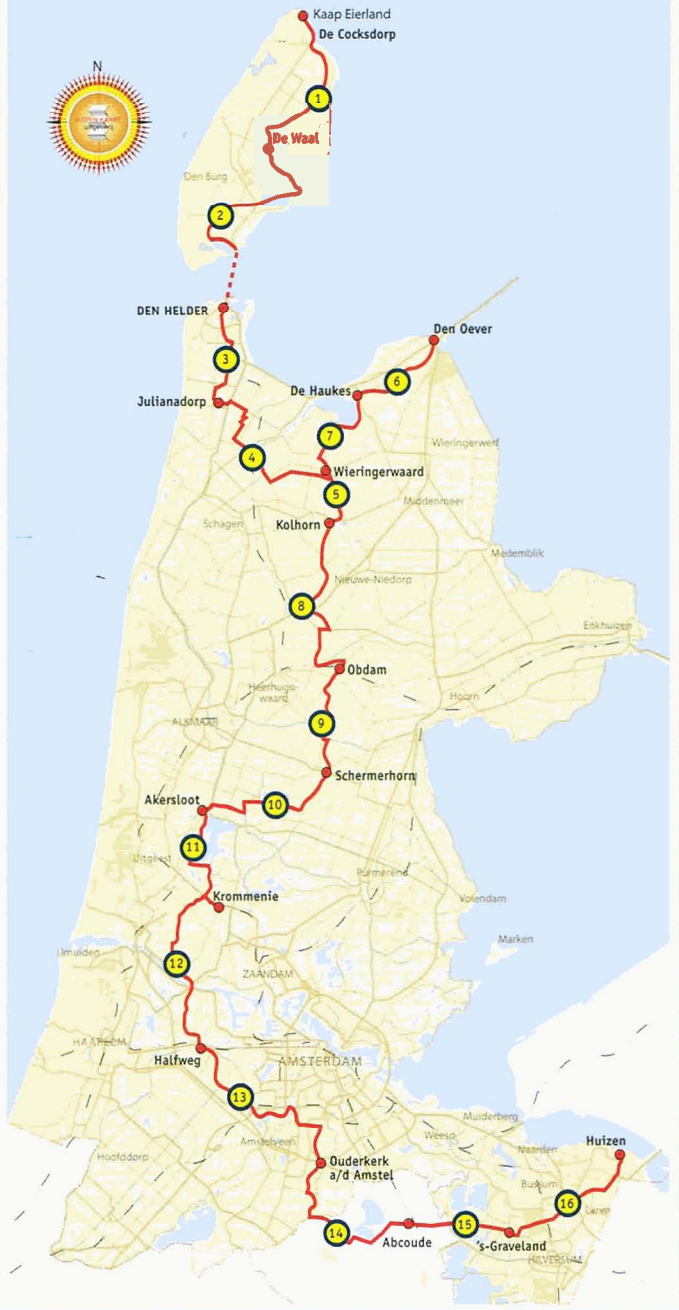 Kaap Eierland
De Cocksdorp
N
1
De Waal
Den Burg
2
DEN HELDER
Den Oever
3
6
De Haukes
Julianadorp
7
Wieringerwerf
4
Wieringerwaard
5
Middenmeer
Schagen
Kolhorn
Medemblik
Nieuwe-Niedorp
8
Enkhuizen
Obdam
Heerhugo-
waard
Hoorn
ALKMAAR
9
Schermerhorn
Akersloot
10
11
Uitgeest
Purmerend
Krommenie
Volendam
Marken
IJmuiden
12
ZAANDAM
HAARLEM
Halfweg
AMSTERDAM
13
Muiderberg
Weesp
Amstelveen
Naarden
Huizen
Hoofddorp
Ouderkerk
a/d Amstel
Bussum
16
Laren
14
15
Abcoude
's-Graveland
HILVERSUM